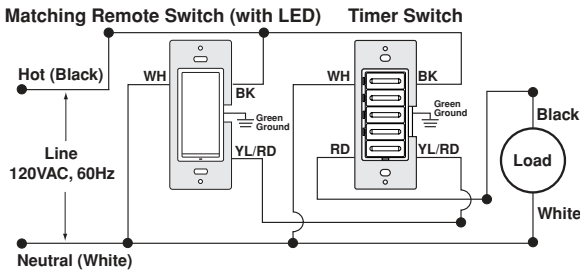 Matching Remote Switch (with LED)
Timer Switch
Hot (Black)
WH
BK
WH
BK
Green
Ground
Green
Ground
Black
Line
120VAC, 60Hz
YL/RD
RD
YL/RD
Load
White
Neutral (White)